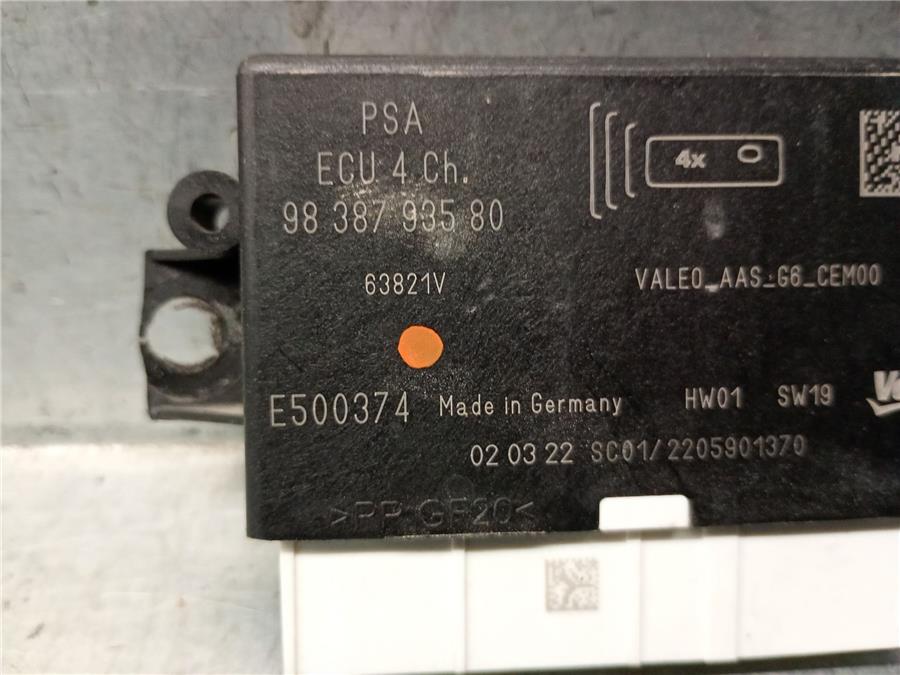 PSA
ECU 4 Ch.
98 387 935 80
4x
63821V
VALEO_AAS_G6_CEM00
E500374 Made in Germany HW01 SW19
02 03 22 SC01/2205901370
>PP GF20<